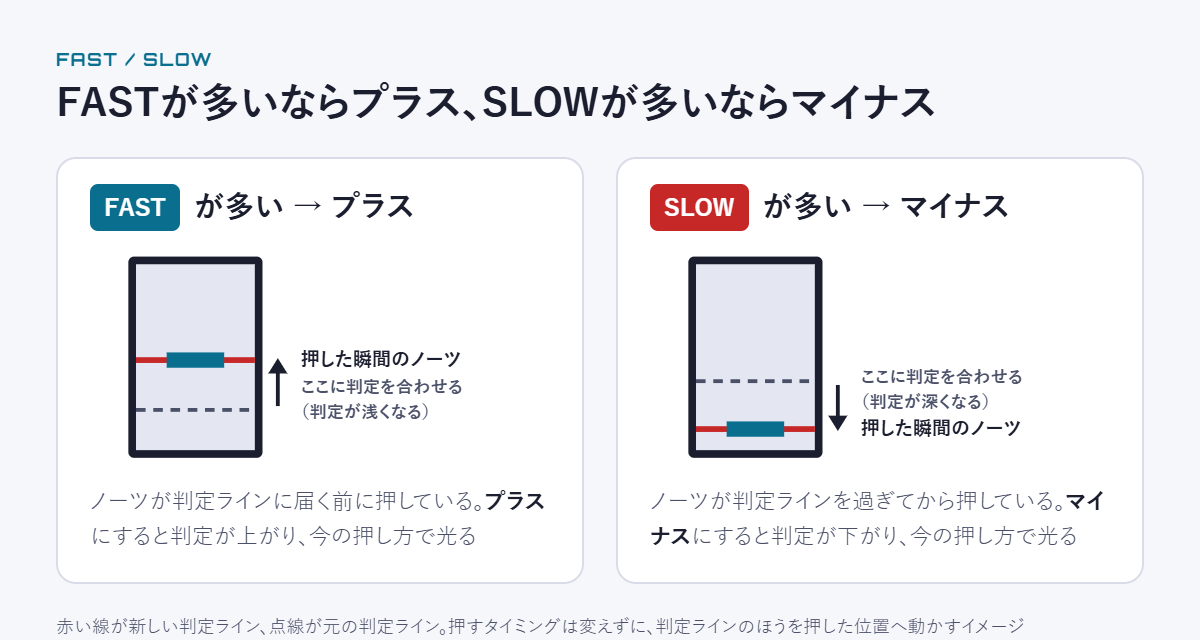 FAST / SLOW
FASTが多いならプラス、SLOWが多いならマイナス
FAST が多い → プラス
押した瞬間のノーツ
ここに判定を合わせる
（判定が浅くなる）
ノーツが判定ラインに届く前に押している。プラス
にすると判定が上がり、今の押し方で光る
SLOW が多い → マイナス
ここに判定を合わせる
（判定が深くなる）
押した瞬間のノーツ
ノーツが判定ラインを過ぎてから押している。マイ
ナスにすると判定が下がり、今の押し方で光る
赤い線が新しい判定ライン、点線が元の判定ライン。押すタイミングは変えずに、判定ラインのほうを押した位置へ動かすイメージ